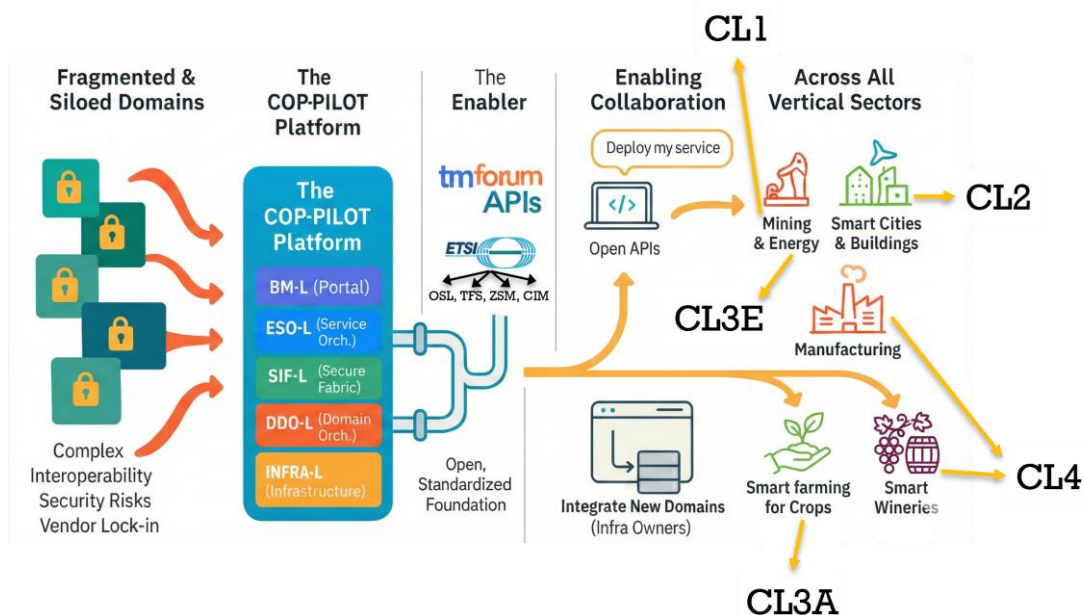 CL1
Fragmented &
Siloed Domains
The
COP-PILOT
Platform
The
Enabler
Enabling
Collaboration
Across All
Vertical Sectors
The
COP-PILOT
Platform
BM-L (Portal)
ESO-L (Service
Orch.)
SIF-L (Secure
Fabric)
DDO-L (Domain
Orch.)
INFRA-L
(Infrastructure)
Complex
Interoperability
Security Risks
Vendor Lock-in
tmforum
APIs
ETSI
OSL, TFS, ZSM, CIM
Open,
Standardized
Foundation
Deploy my service
</>
Open APIs
Mining
& Energy
Smart Cities
& Buildings
CL2
CL3E
Manufacturing
Integrate New Domains
(Infra Owners)
Smart farming
for Crops
Smart
Wineries
CL4
CL3A